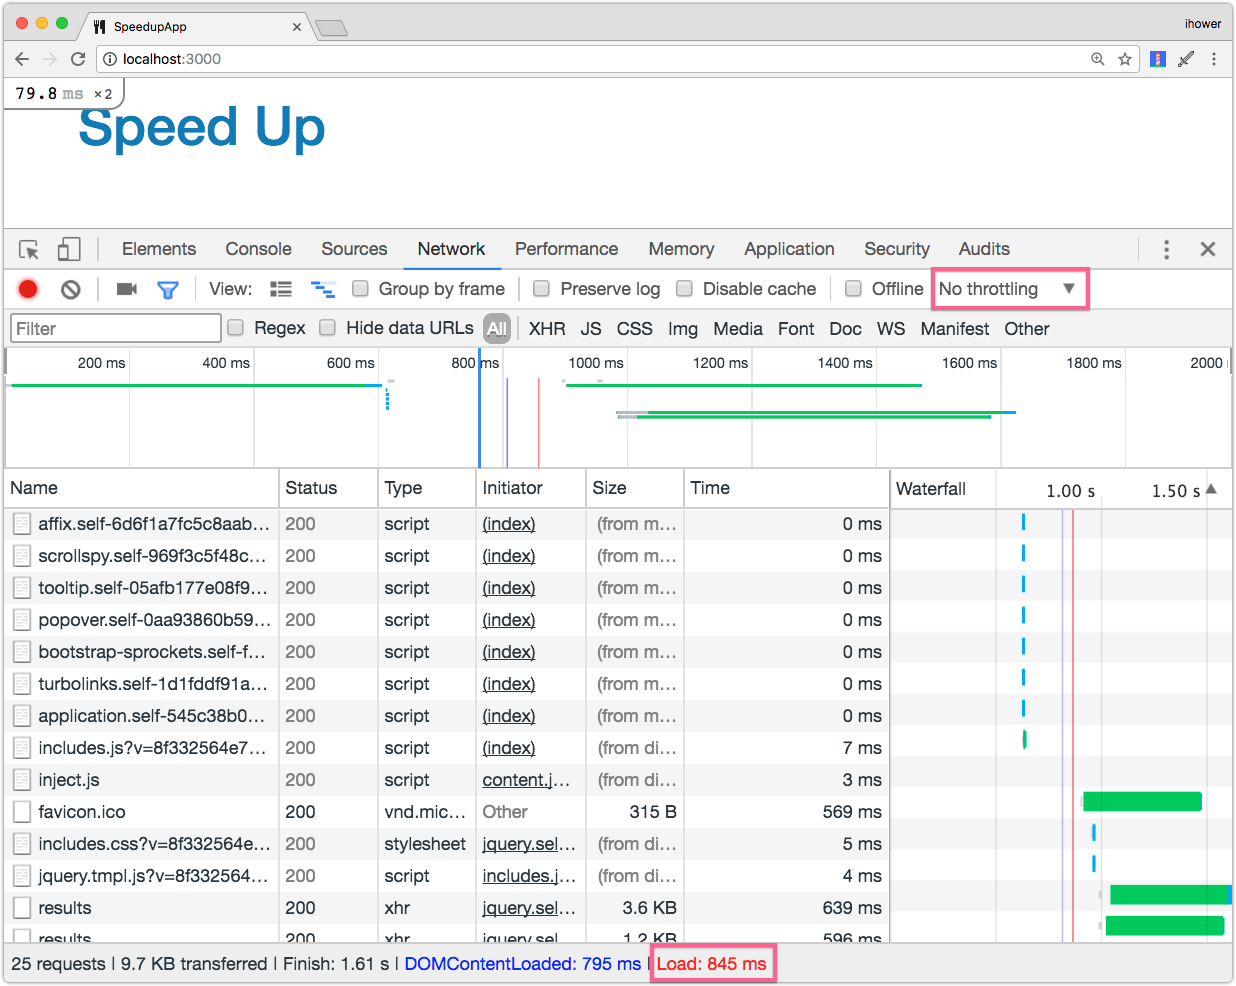 SpeedupApp
ihower
localhost:3000
79.8 ms ×2
Speed Up
Elements Console Sources Network Performance Memory Application Security Audits
View: Group by frame Preserve log Disable cache Offline No throttling
Filter Regex Hide data URLs All XHR JS CSS Img Media Font Doc WS Manifest Other
200 ms 400 ms 600 ms 800 ms 1000 ms 1200 ms 1400 ms 1600 ms 1800 ms 2000
Name Status Type Initiator Size Time Waterfall 1.00 s 1.50 s
affix.self-6d6f1a7fc5c8aab... 200 script (index) (from m... 0 ms
scrollspy.self-969f3c5f48c... 200 script (index) (from m... 0 ms
tooltip.self-05afb177e08f9... 200 script (index) (from m... 0 ms
popover.self-0aa93860b59... 200 script (index) (from m... 0 ms
bootstrap-sprockets.self-f... 200 script (index) (from m... 0 ms
turbolinks.self-1d1fddf91a... 200 script (index) (from m... 0 ms
application.self-545c38b0... 200 script (index) (from m... 0 ms
includes.js?v=8f332564e7... 200 script (index) (from di... 7 ms
inject.js 200 script content.j... (from di... 3 ms
favicon.ico 200 vnd.mic... Other 315 B 569 ms
includes.css?v=8f332564e... 200 stylesheet jquery.sel... (from di... 5 ms
jquery.tmpl.js?v=8f332564... 200 script includes.j... (from di... 4 ms
results 200 xhr jquery.sel... 3.6 KB 639 ms
results 200 xhr jquery.sel... 1.2 KB 596 ms
25 requests | 9.7 KB transferred | Finish: 1.61 s | DOMContentLoaded: 795 ms | Load: 845 ms